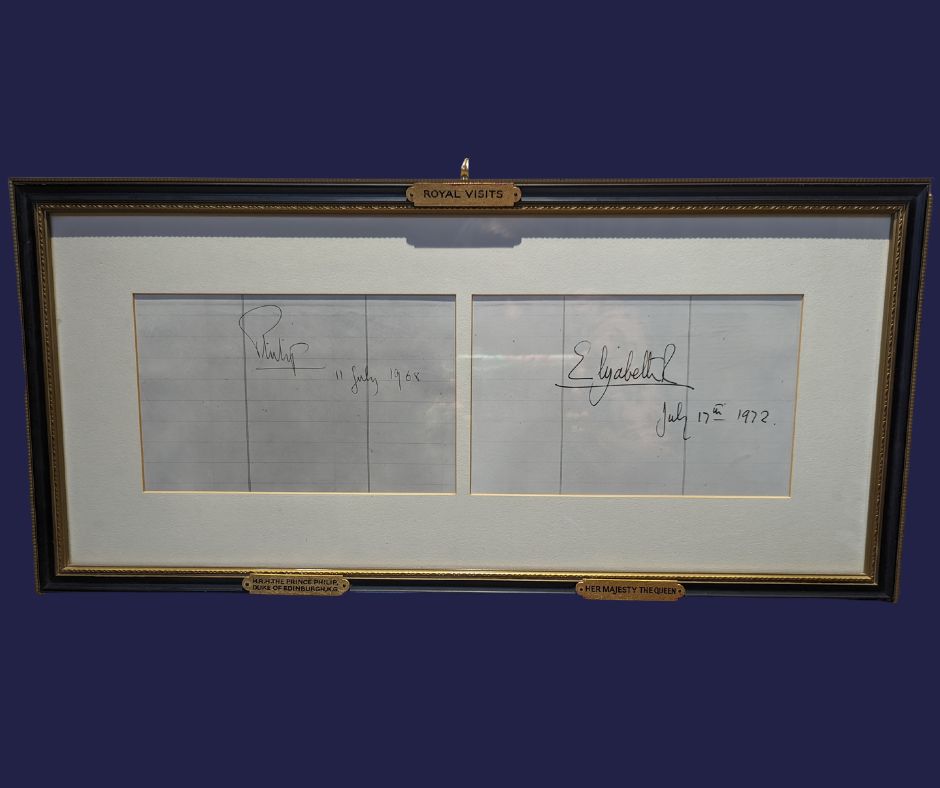 ROYAL VISITS
Philip
11 July 1968
Elizabeth R
July 17th 1972.
H.R.H. THE PRINCE PHILIP,
DUKE OF EDINBURGH, K.G.
HER MAJESTY THE QUEEN